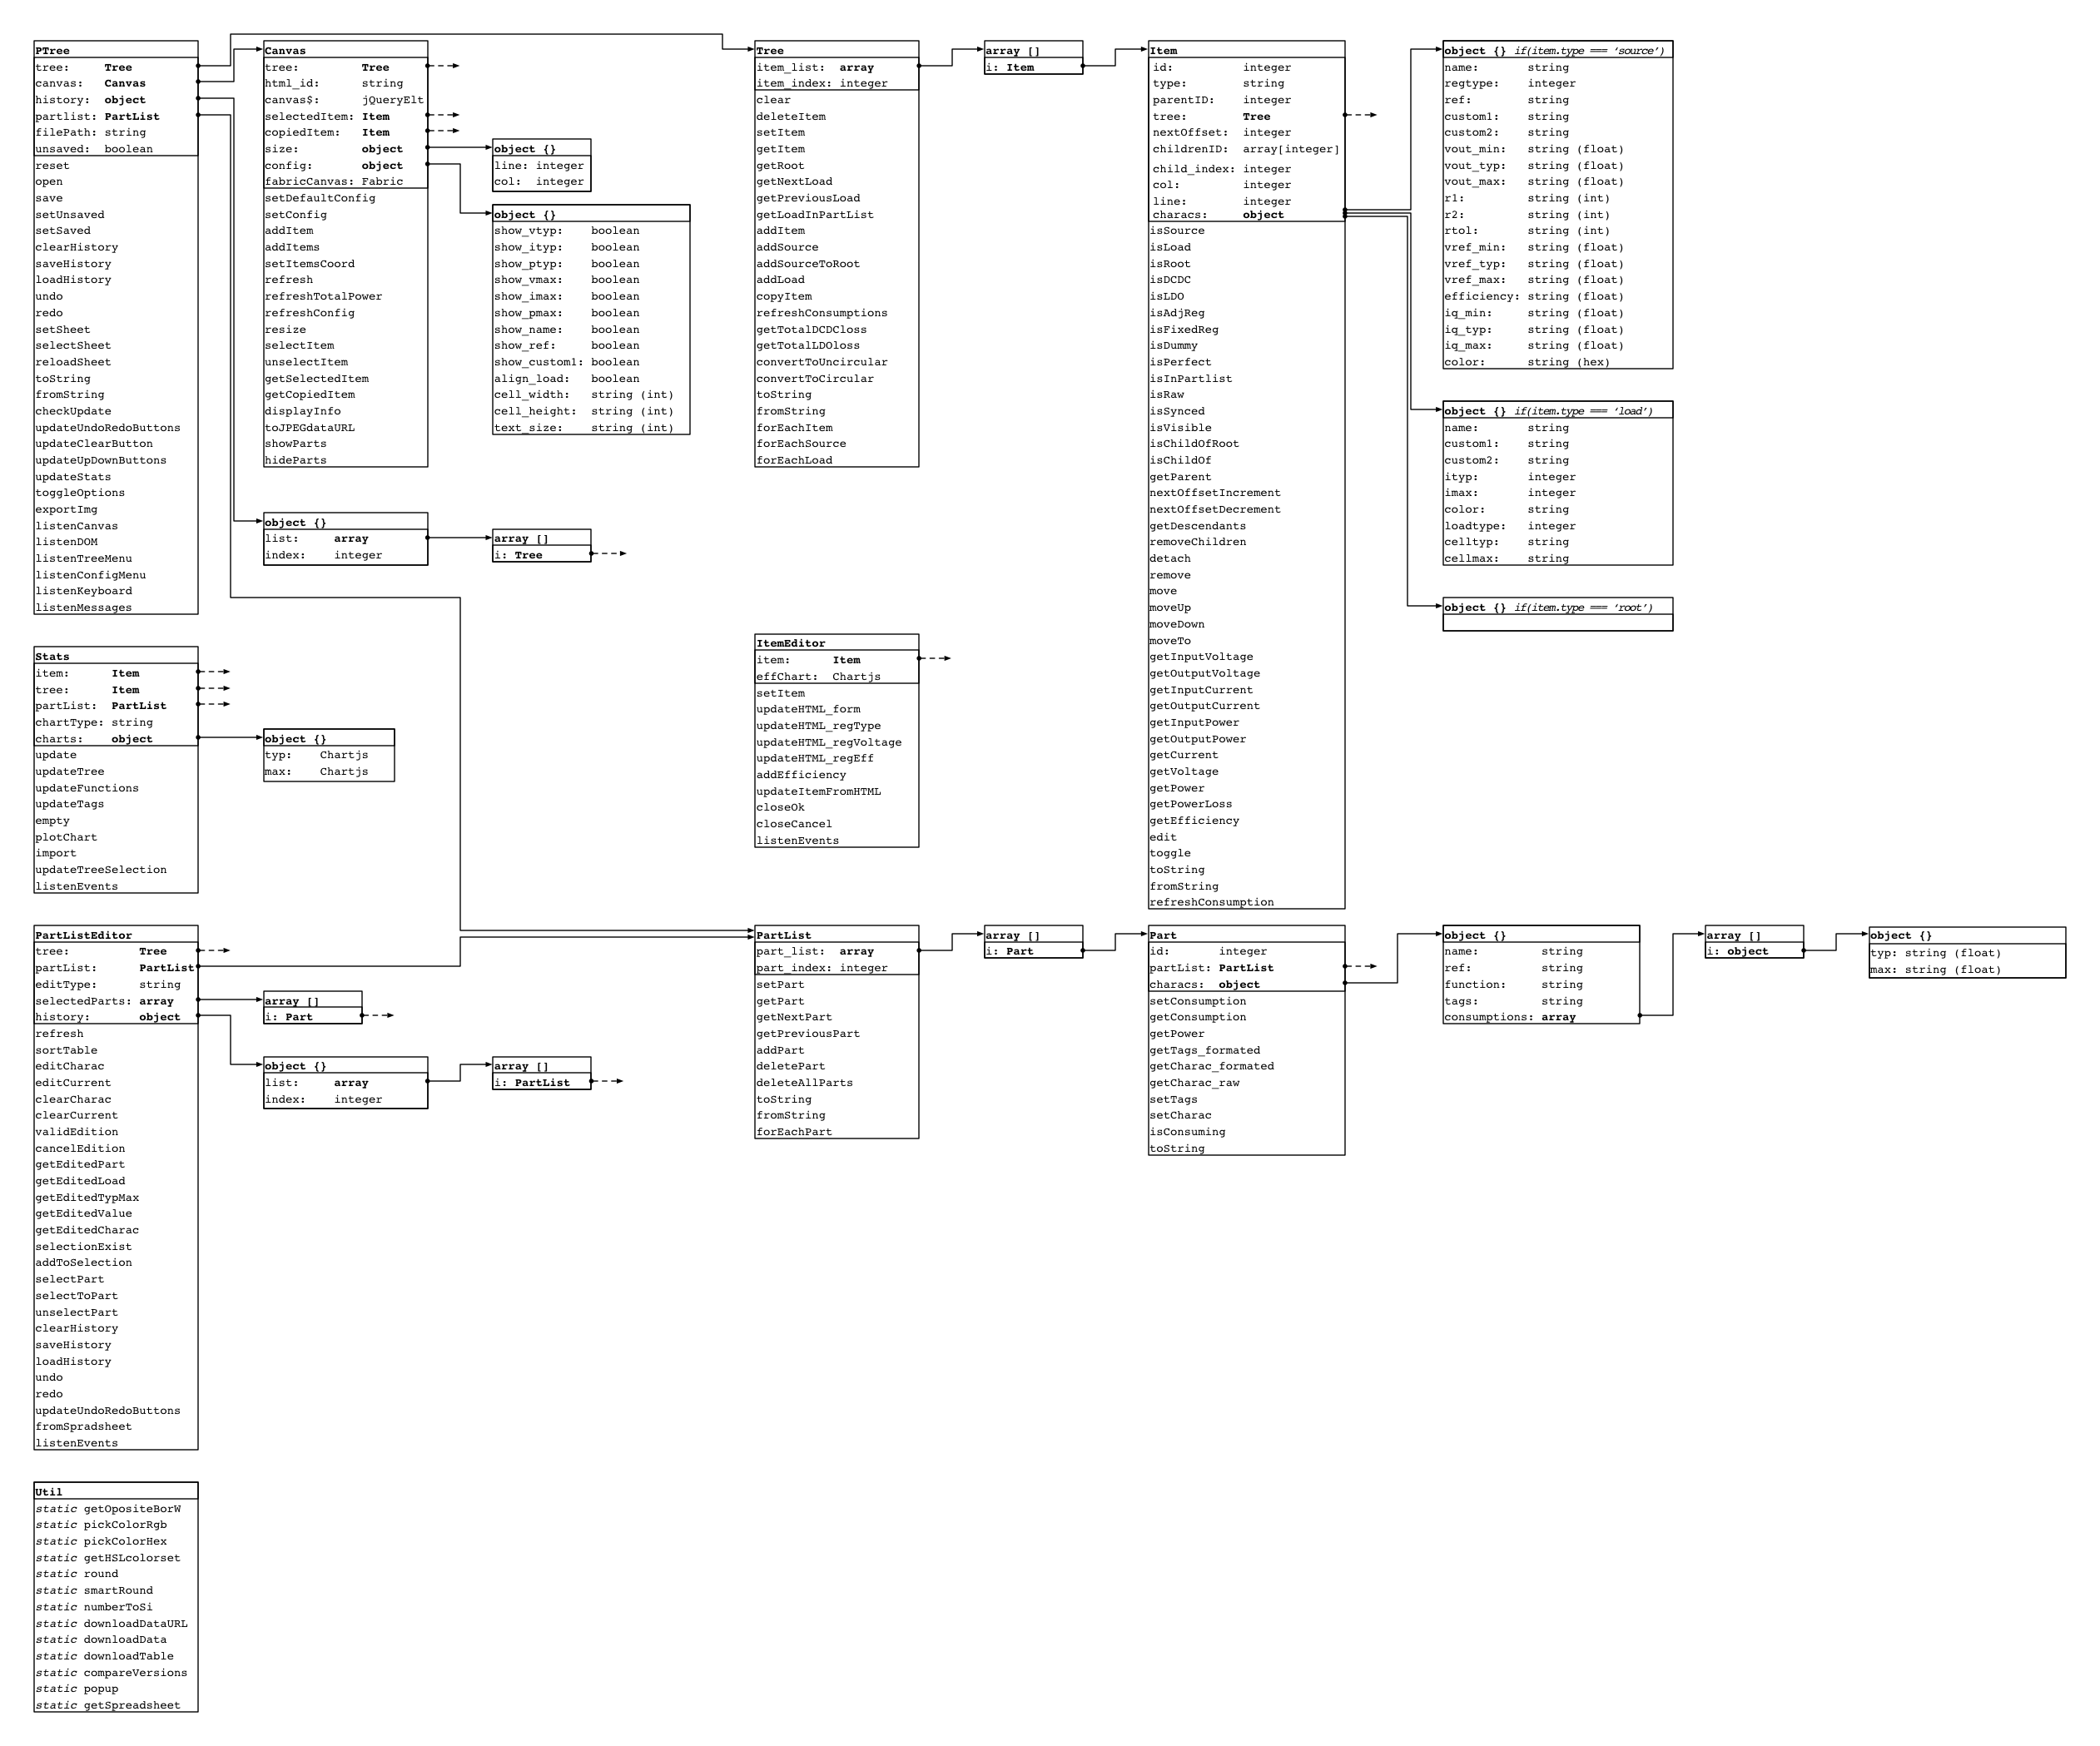 PTree
tree: Tree
canvas: Canvas
history: object
partlist: PartList
filePath: string
unsaved: boolean
reset
open
save
setUnsaved
setSaved
clearHistory
saveHistory
loadHistory
undo
redo
setSheet
selectSheet
reloadSheet
toString
fromString
checkUpdate
updateUndoRedoButtons
updateClearButton
updateUpDownButtons
updateStats
toggleOptions
exportImg
listenCanvas
listenDOM
listenTreeMenu
listenConfigMenu
listenKeyboard
listenMessages
Canvas
tree: Tree
html_id: string
canvas$: jQueryElt
selectedItem: Item
copiedItem: Item
size: object
config: object
fabricCanvas: Fabric
setDefaultConfig
setConfig
addItem
addItems
setItemsCoord
refresh
refreshTotalPower
refreshConfig
resize
selectItem
unselectItem
getSelectedItem
getCopiedItem
displayInfo
toJPEGdataURL
showParts
hideParts
object {}
line: integer
col: integer
object {}
show_vtyp: boolean
show_ityp: boolean
show_ptyp: boolean
show_vmax: boolean
show_imax: boolean
show_pmax: boolean
show_name: boolean
show_ref: boolean
show_custom1: boolean
align_load: boolean
cell_width: string (int)
cell_height: string (int)
text_size: string (int)
object {}
list: array
index: integer
array []
i: Tree
Tree
item_list: array
item_index: integer
clear
deleteItem
setItem
getItem
getRoot
getNextLoad
getPreviousLoad
getLoadInPartList
addItem
addSource
addSourceToRoot
addLoad
copyItem
refreshConsumptions
getTotalDCDCloss
getTotalLDOloss
convertToUncircular
convertToCircular
toString
fromString
forEachItem
forEachSource
forEachLoad
array []
i: Item
Item
id: integer
type: string
parentID: integer
tree: Tree
nextOffset: integer
childrenID: array[integer]
child_index: integer
col: integer
line: integer
characs: object
isSource
isLoad
isRoot
isDCDC
isLDO
isAdjReg
isFixedReg
isDummy
isPerfect
isInPartlist
isRaw
isSynced
isVisible
isChildOfRoot
isChildOf
getParent
nextOffsetIncrement
nextOffsetDecrement
getDescendants
removeChildren
detach
remove
move
moveUp
moveDown
moveTo
getInputVoltage
getOutputVoltage
getInputCurrent
getOutputCurrent
getInputPower
getOutputPower
getCurrent
getVoltage
getPower
getPowerLoss
getEfficiency
edit
toggle
toString
fromString
refreshConsumption
object {} if(item.type === ‘source’)
name: string
regtype: integer
ref: string
custom1: string
custom2: string
vout_min: string (float)
vout_typ: string (float)
vout_max: string (float)
r1: string (int)
r2: string (int)
rtol: string (int)
vref_min: string (float)
vref_typ: string (float)
vref_max: string (float)
efficiency: string (float)
iq_min: string (float)
iq_typ: string (float)
iq_max: string (float)
color: string (hex)
object {} if(item.type === ‘load’)
name: string
custom1: string
custom2: string
ityp: integer
imax: integer
color: string
loadtype: integer
celltyp: string
cellmax: string
object {} if(item.type === ‘root’)
Stats
item: Item
tree: Item
partList: PartList
chartType: string
charts: object
update
updateTree
updateFunctions
updateTags
empty
plotChart
import
updateTreeSelection
listenEvents
object {}
typ: Chartjs
max: Chartjs
ItemEditor
item: Item
effChart: Chartjs
setItem
updateHTML_form
updateHTML_regType
updateHTML_regVoltage
updateHTML_regEff
addEfficiency
updateItemFromHTML
closeOk
closeCancel
listenEvents
PartListEditor
tree: Tree
partList: PartList
editType: string
selectedParts: array
history: object
refresh
sortTable
editCharac
editCurrent
clearCharac
clearCurrent
validEdition
cancelEdition
getEditedPart
getEditedLoad
getEditedTypMax
getEditedValue
getEditedCharac
selectionExist
addToSelection
selectPart
selectToPart
unselectPart
clearHistory
saveHistory
loadHistory
undo
redo
updateUndoRedoButtons
fromSpradsheet
listenEvents
array []
i: Part
object {}
list: array
index: integer
array []
i: PartList
PartList
part_list: array
part_index: integer
setPart
getPart
getNextPart
getPreviousPart
addPart
deletePart
deleteAllParts
toString
fromString
forEachPart
array []
i: Part
Part
id: integer
partList: PartList
characs: object
setConsumption
getConsumption
getPower
getTags_formated
getCharac_formated
getCharac_raw
setTags
setCharac
isConsuming
toString
object {}
name: string
ref: string
function: string
tags: string
consumptions: array
array []
i: object
object {}
typ: string (float)
max: string (float)
Util
static getOpositeBorW
static pickColorRgb
static pickColorHex
static getHSLcolorset
static round
static smartRound
static numberToSi
static downloadDataURL
static downloadData
static downloadTable
static compareVersions
static popup
static getSpreadsheet